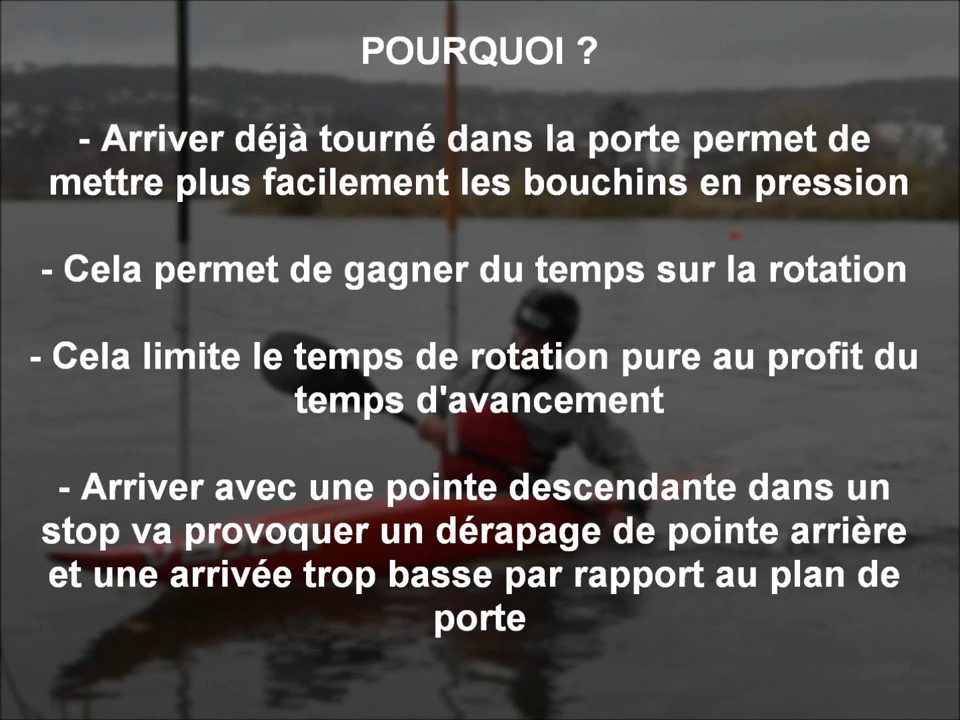 POURQUOI ?
- Arriver déjà tourné dans la porte permet de
mettre plus facilement les bouchins en pression
- Cela permet de gagner du temps sur la rotation
- Cela limite le temps de rotation pure au profit du
temps d'avancement
- Arriver avec une pointe descendante dans un
stop va provoquer un dérapage de pointe arrière
et une arrivée trop basse par rapport au plan de
porte